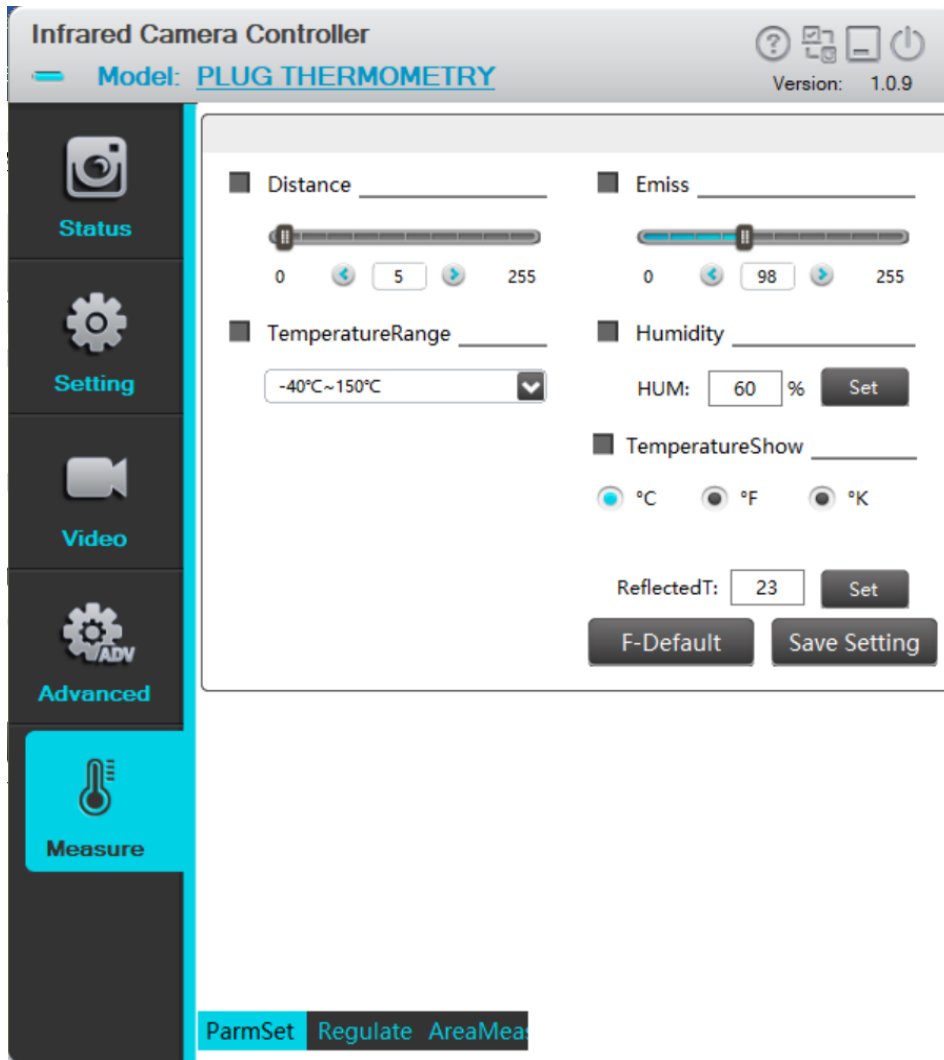 Infrared Camera Controller
Model: PLUG THERMOMETRY
Version: 1.0.9
Status
Setting
Video
ADV
Advanced
Measure
Distance
0 5 255
Emiss
0 98 255
TemperatureRange
-40℃~150℃
Humidity
HUM: 60 % Set
TemperatureShow
°C °F °K
ReflectedT: 23 Set
F-Default Save Setting
ParmSet Regulate AreaMeas